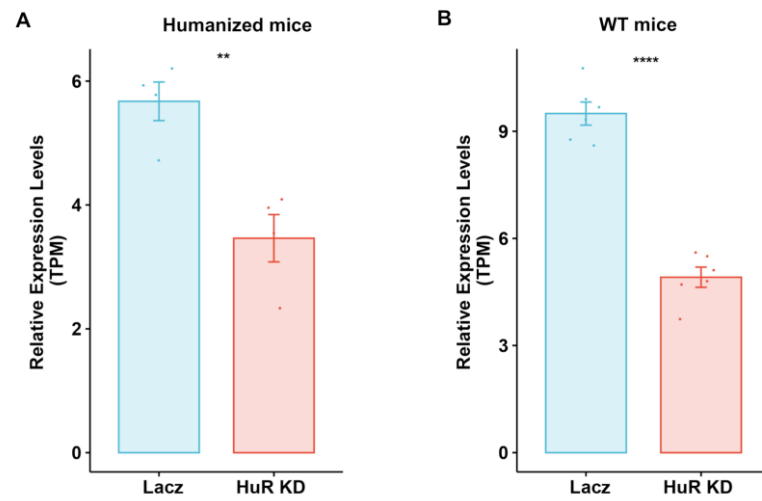 A
Humanized mice
**
Relative Expression Levels
(TPM)
6
4
2
0
Lacz
HuR KD
B
WT mice
****
Relative Expression Levels
(TPM)
9
6
3
0
Lacz
HuR KD